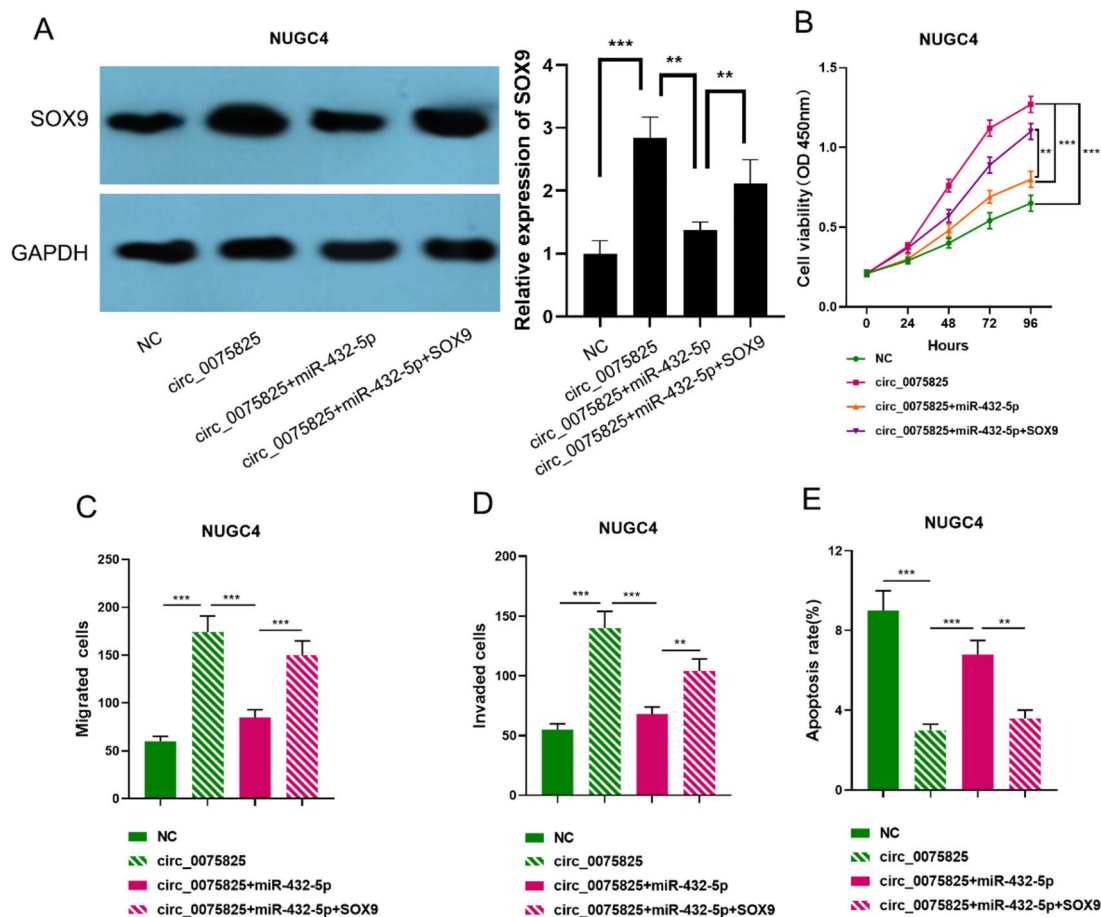 A
NUGC4
SOX9
GAPDH
NC
circ_0075825
circ_0075825+miR-432-5p
circ_0075825+miR-432-5p+SOX9
Relative expression of SOX9
4
3
2
1
0
***
**
**
NC
circ_0075825
circ_0075825+miR-432-5p
circ_0075825+miR-432-5p+SOX9
B
NUGC4
Cell viability(OD 450nm)
1.5
1.0
0.5
0.0
0 24 48 72 96
Hours
**
***
***
NC
circ_0075825
circ_0075825+miR-432-5p
circ_0075825+miR-432-5p+SOX9
C
NUGC4
Migrated cells
250
200
150
100
50
0
*** *** ***
NC
circ_0075825
circ_0075825+miR-432-5p
circ_0075825+miR-432-5p+SOX9
D
NUGC4
Invaded cells
200
150
100
50
0
*** *** **
NC
circ_0075825
circ_0075825+miR-432-5p
circ_0075825+miR-432-5p+SOX9
E
NUGC4
Apoptosis rate(%)
12
8
4
0
*** *** **
NC
circ_0075825
circ_0075825+miR-432-5p
circ_0075825+miR-432-5p+SOX9